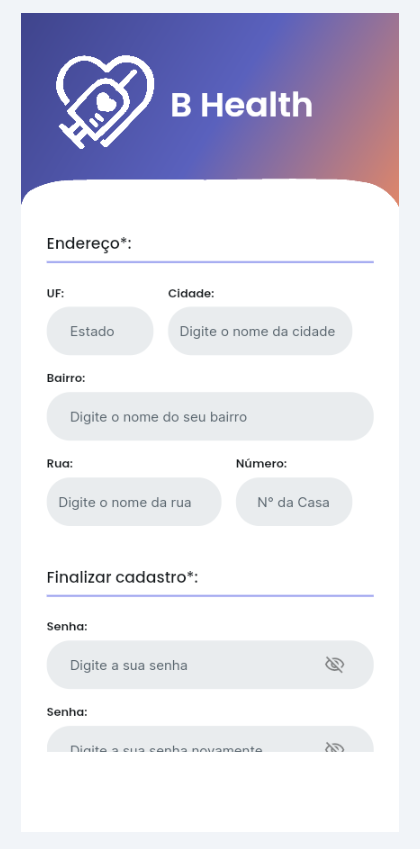 B Health
Endereço*:
UF: Cidade:
Estado Digite o nome da cidade
Bairro:
Digite o nome do seu bairro
Rua: Número:
Digite o nome da rua N° da Casa
Finalizar cadastro*:
Senha:
Digite a sua senha
Senha:
Digite a sua senha novamente